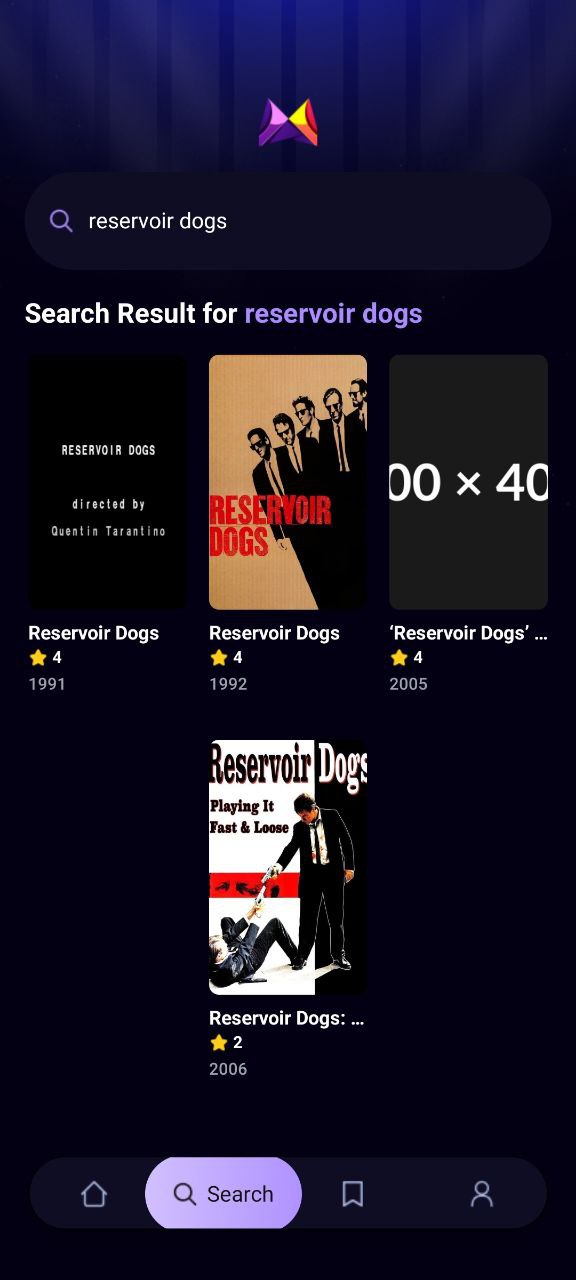 reservoir dogs
Search Result for reservoir dogs
RESERVOIR DOGS
directed by
Quentin Tarantino
RESERVOIR
DOGS
00 × 40
Reservoir Dogs
4
1991
Reservoir Dogs
4
1992
‘Reservoir Dogs’ ...
4
2005
Reservoir Dogs
Playing It
Fast & Loose
Reservoir Dogs: ...
2
2006
Search